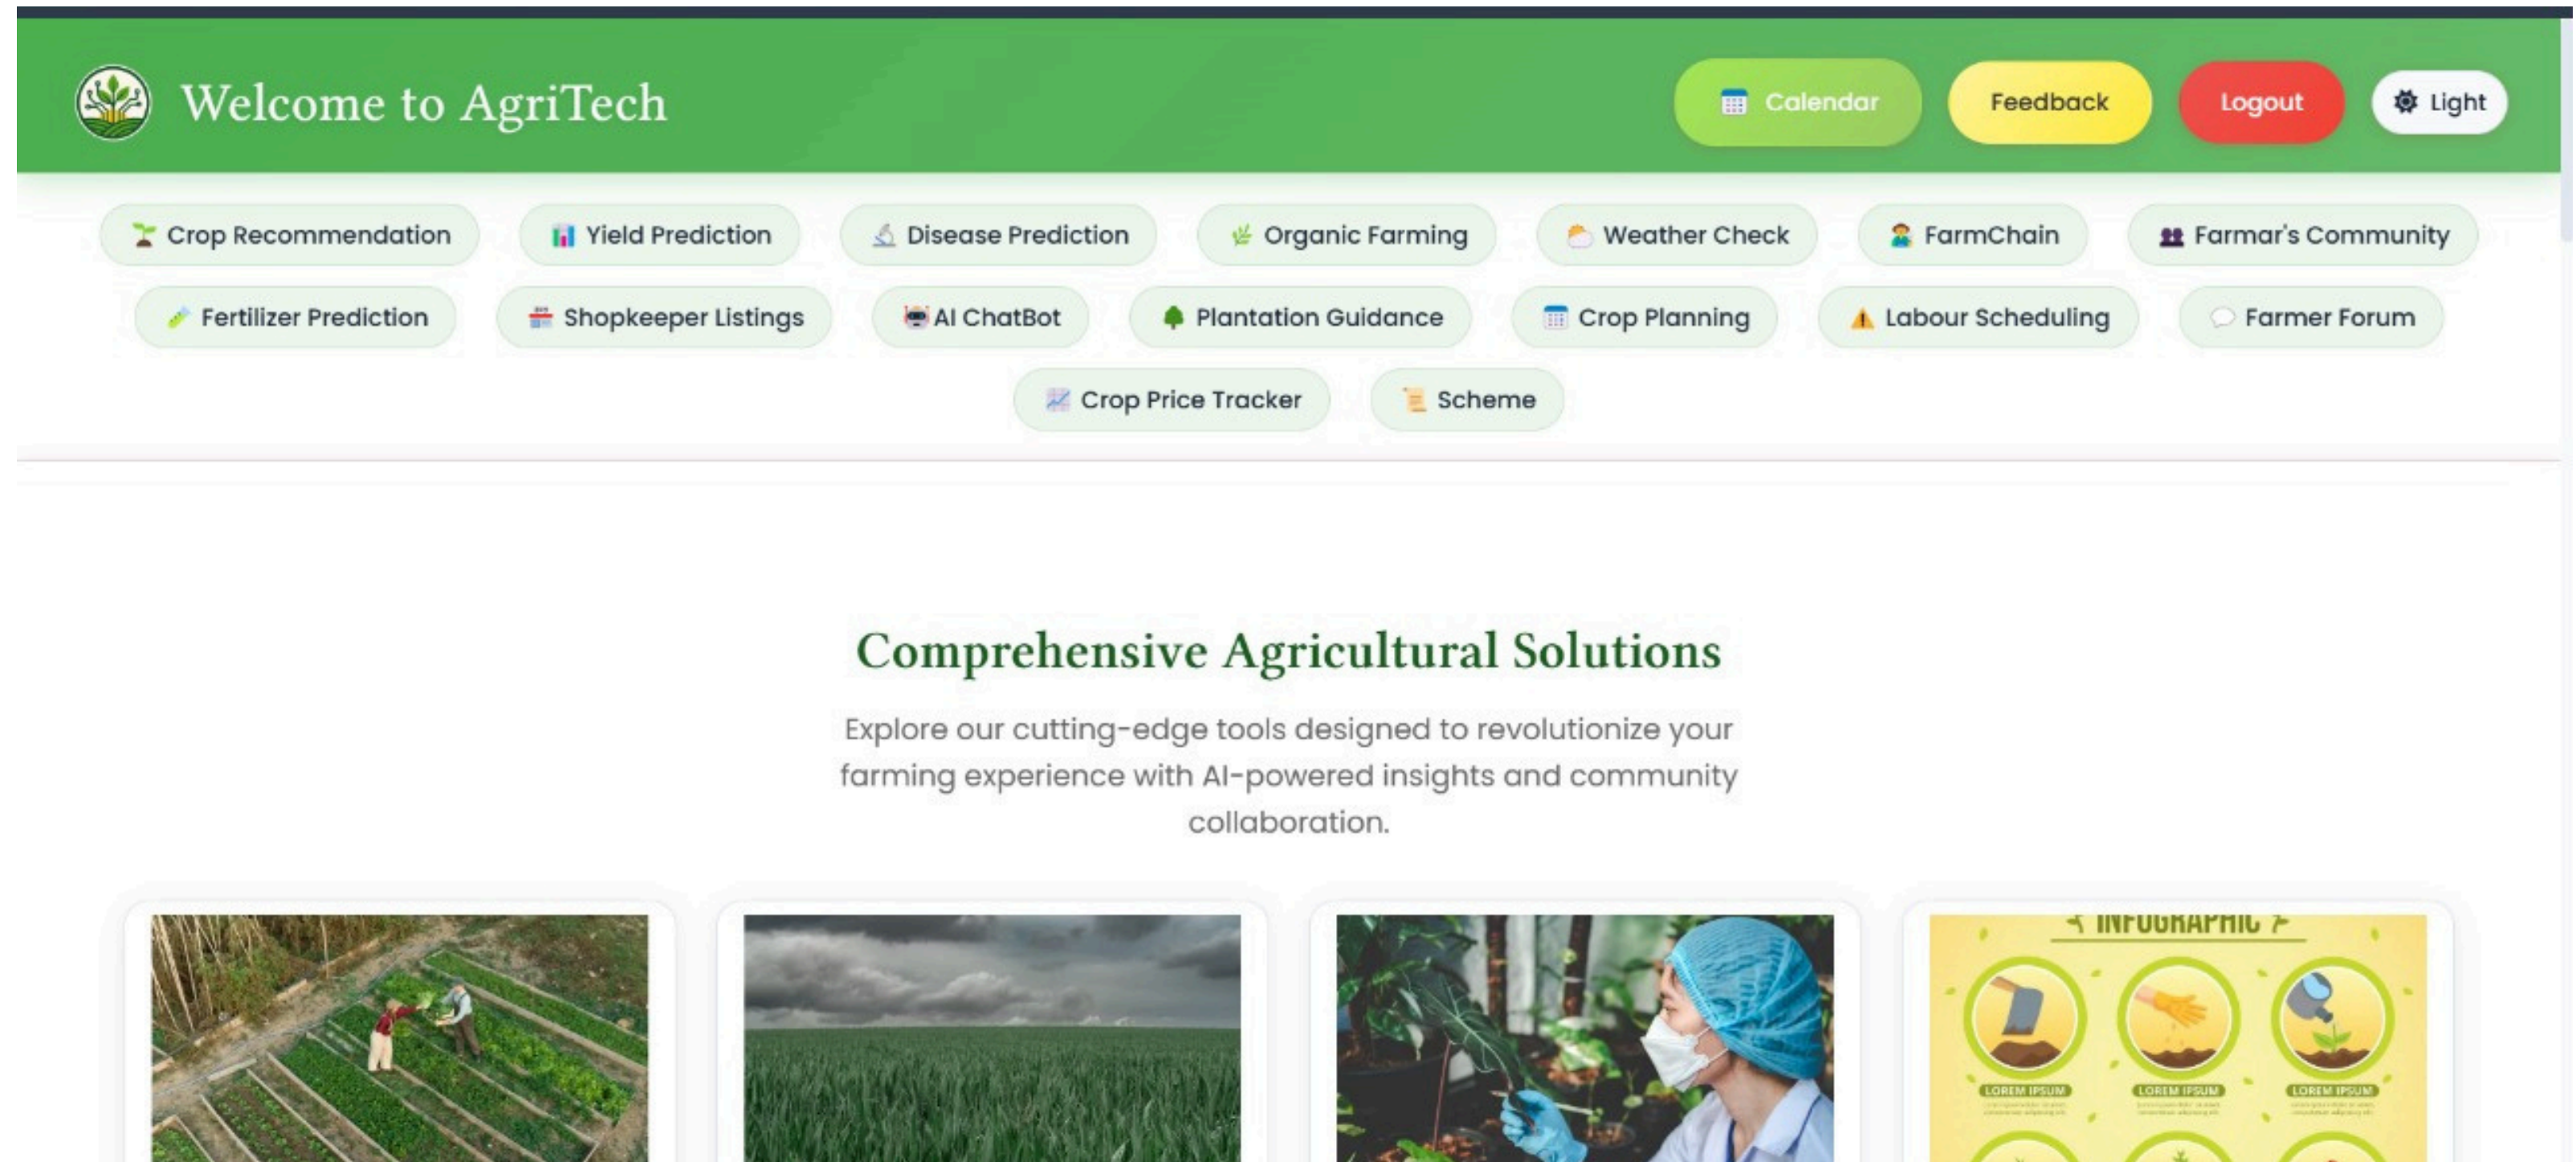 Welcome to AgriTech
Calendar
Feedback
Logout
Light
Crop Recommendation
Yield Prediction
Disease Prediction
Organic Farming
Weather Check
FarmChain
Farmar's Community
Fertilizer Prediction
Shopkeeper Listings
AI ChatBot
Plantation Guidance
Crop Planning
Labour Scheduling
Farmer Forum
Crop Price Tracker
Scheme
Comprehensive Agricultural Solutions
Explore our cutting-edge tools designed to revolutionize your
farming experience with AI-powered insights and community
collaboration.
INFOGRAPHIC
LOREM IPSUM
LOREM IPSUM
LOREM IPSUM